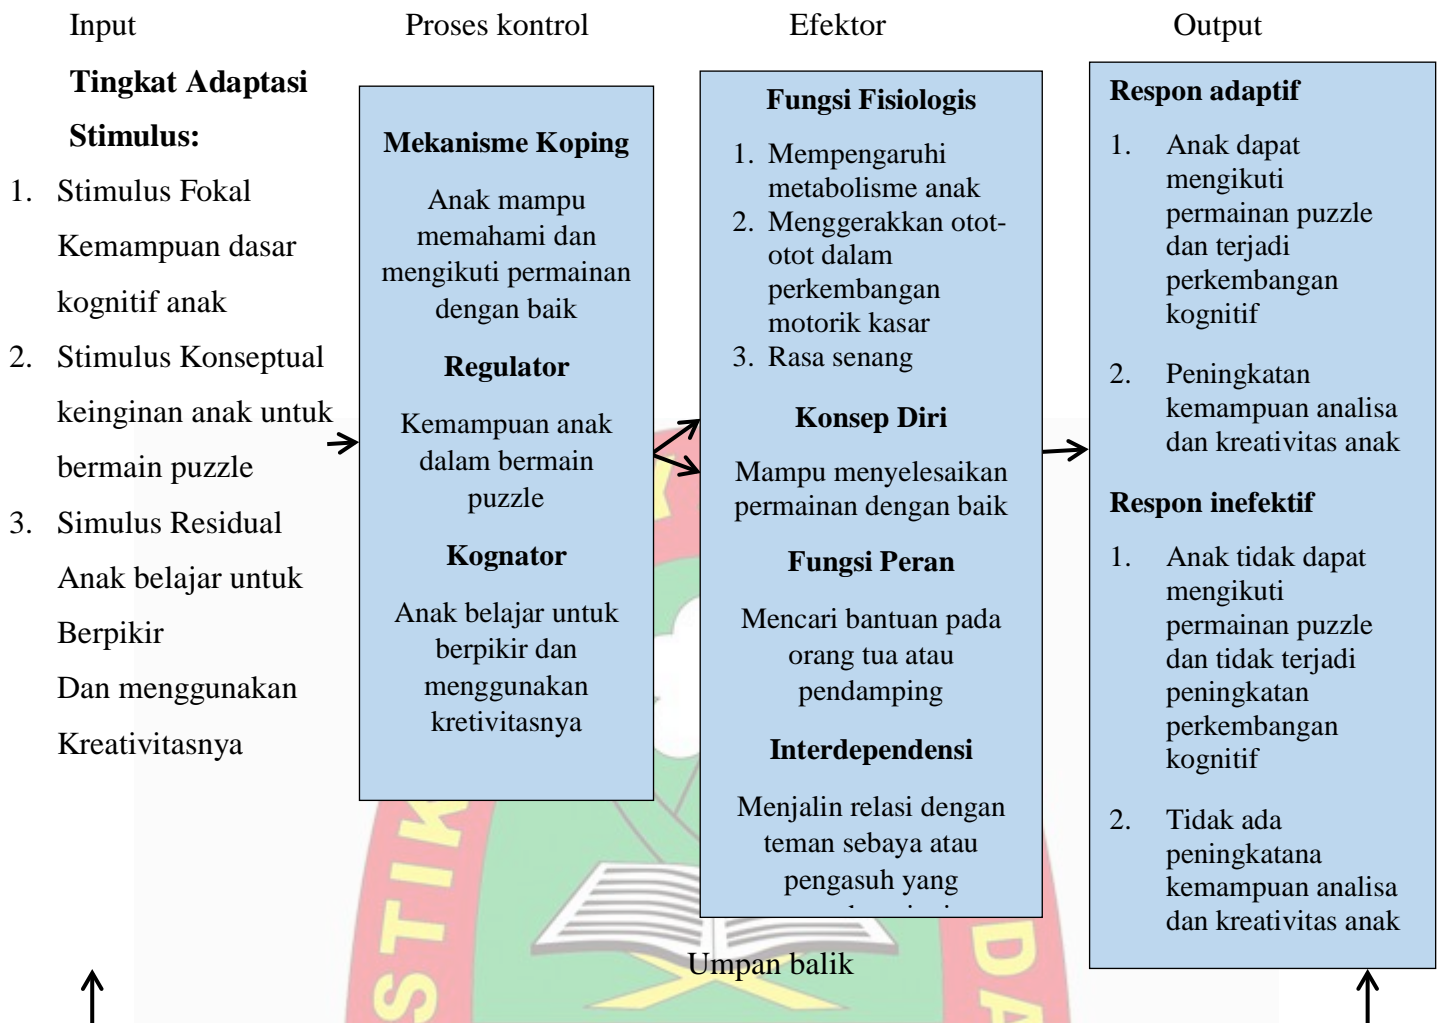 Input
Proses kontrol
Efektor
Output
Tingkat Adaptasi
Stimulus:
1. Stimulus Fokal
Kemampuan dasar
kognitif anak
2. Stimulus Konseptual
keinginan anak untuk
bermain puzzle
3. Simulus Residual
Anak belajar untuk
Berpikir
Dan menggunakan
Kreativitasnya
Mekanisme Koping
Anak mampu
memahami dan
mengikuti permainan
dengan baik
Regulator
Kemampuan anak
dalam bermain
puzzle
Kognator
Anak belajar untuk
berpikir dan
menggunakan
kretivitasnya
Fungsi Fisiologis
1. Mempengaruhi
metabolisme anak
2. Menggerakkan otot-
otot dalam
perkembangan
motorik kasar
3. Rasa senang
Konsep Diri
Mampu menyelesaikan
permainan dengan baik
Fungsi Peran
Mencari bantuan pada
orang tua atau
pendamping
Interdependensi
Menjalin relasi dengan
teman sebaya atau
pengasuh yang
Respon adaptif
1. Anak dapat
mengikuti
permainan puzzle
dan terjadi
perkembangan
kognitif
2. Peningkatan
kemampuan analisa
dan kreativitas anak
Respon inefektif
1. Anak tidak dapat
mengikuti
permainan puzzle
dan tidak terjadi
peningkatan
perkembangan
kognitif
2. Tidak ada
peningkatana
kemampuan analisa
dan kreativitas anak
Umpan balik
STIK
DA